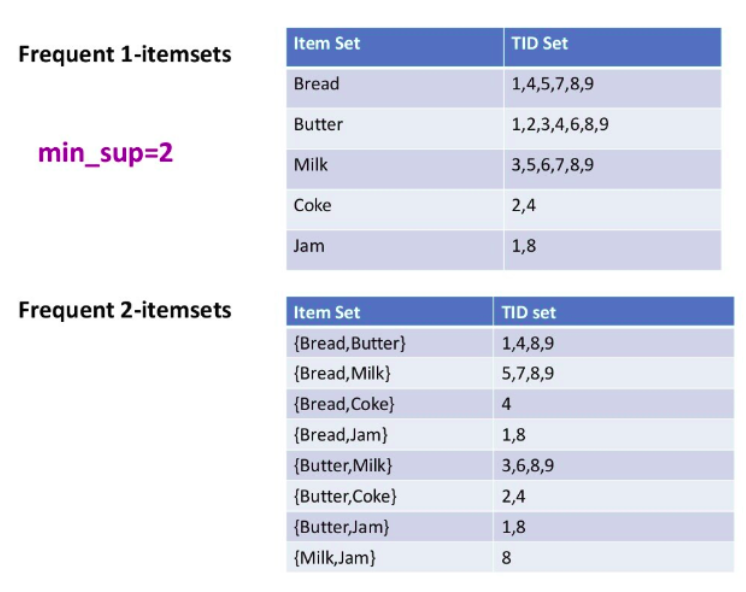 Frequent 1-itemsets
min_sup=2
Item Set TID Set
Bread 1,4,5,7,8,9
Butter 1,2,3,4,6,8,9
Milk 3,5,6,7,8,9
Coke 2,4
Jam 1,8
Frequent 2-itemsets
Item Set TID set
{Bread,Butter} 1,4,8,9
{Bread,Milk} 5,7,8,9
{Bread,Coke} 4
{Bread,Jam} 1,8
{Butter,Milk} 3,6,8,9
{Butter,Coke} 2,4
{Butter,Jam} 1,8
{Milk,Jam} 8